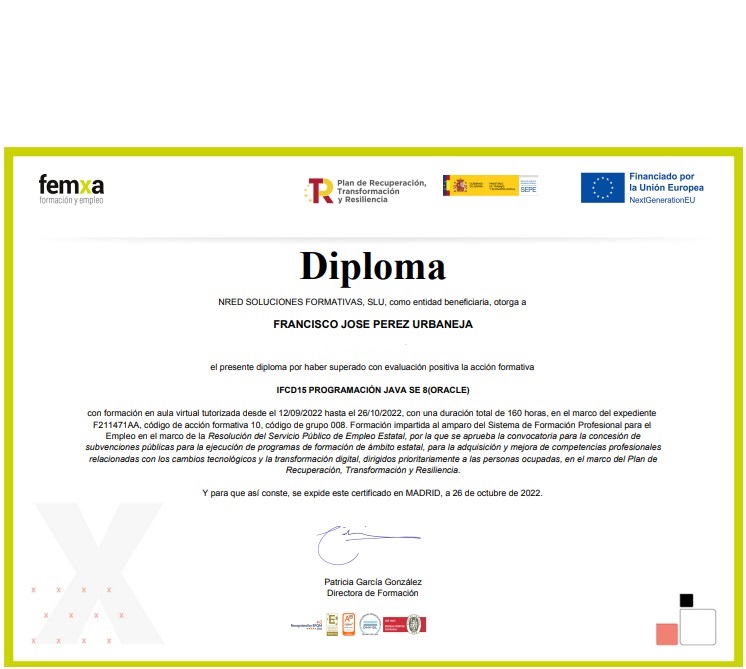 femxa
formación y empleo
Plan de Recuperación,
Transformación
y Resiliencia
SEPE
Financiado por
la Unión Europea
NextGenerationEU
Diploma
NRED SOLUCIONES FORMATIVAS, SLU, como entidad beneficiaria, otorga a
FRANCISCO JOSE PEREZ URBANEJA
el presente diploma por haber superado con evaluación positiva la acción formativa
IFCD15 PROGRAMACIÓN JAVA SE 8(ORACLE)
con formación en aula virtual tutorizada desde el 12/09/2022 hasta el 26/10/2022, con una duración total de 160 horas, en el marco del expediente
F211471AA, código de acción formativa 10, código de grupo 008. Formación impartida al amparo del Sistema de Formación Profesional para el
Empleo en el marco de la Resolución del Servicio Público de Empleo Estatal, por la que se aprueba la convocatoria para la concesión de
subvenciones públicas para la ejecución de programas de formación de ámbito estatal, para la adquisición y mejora de competencias profesionales
relacionadas con los cambios tecnológicos y la transformación digital, dirigidos prioritariamente a las personas ocupadas, en el marco del Plan de
Recuperación, Transformación y Resiliencia.
Y para que así conste, se expide este certificado en MADRID, a 26 de octubre de 2022.
Patricia García González
Directora de Formación